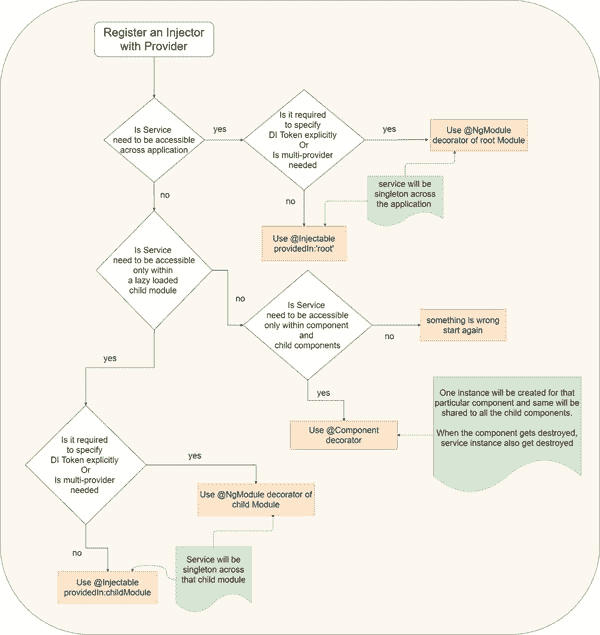 Register an Injector
with Provider
Is Service
need to be accessible
across application
yes
Is it required
to specify
DI Token explicitly
Or
Is multi-provider
needed
yes
Use @NgModule
decorator of root Module
no
no
service will be
singleton across
the application
Use @Injectable
providedIn:'root'
Is Service
need to be accessible
only within
a lazy loaded
child module
no
Is Service
need to be accessible
only within component
and
child components
no
something is wrong
start again
yes
yes
Use @Component
decorator
One instance will be created for that
particular component and same will be
shared to all the child components.
When the component gets destroyed,
service instance also get destroyed
Is it required
to specify
DI Token explicitly
Or
Is multi-provider
needed
yes
Use @NgModule decorator of
child Module
no
Service will be
singleton across
that child module
Use @Injectable
providedIn:childModule